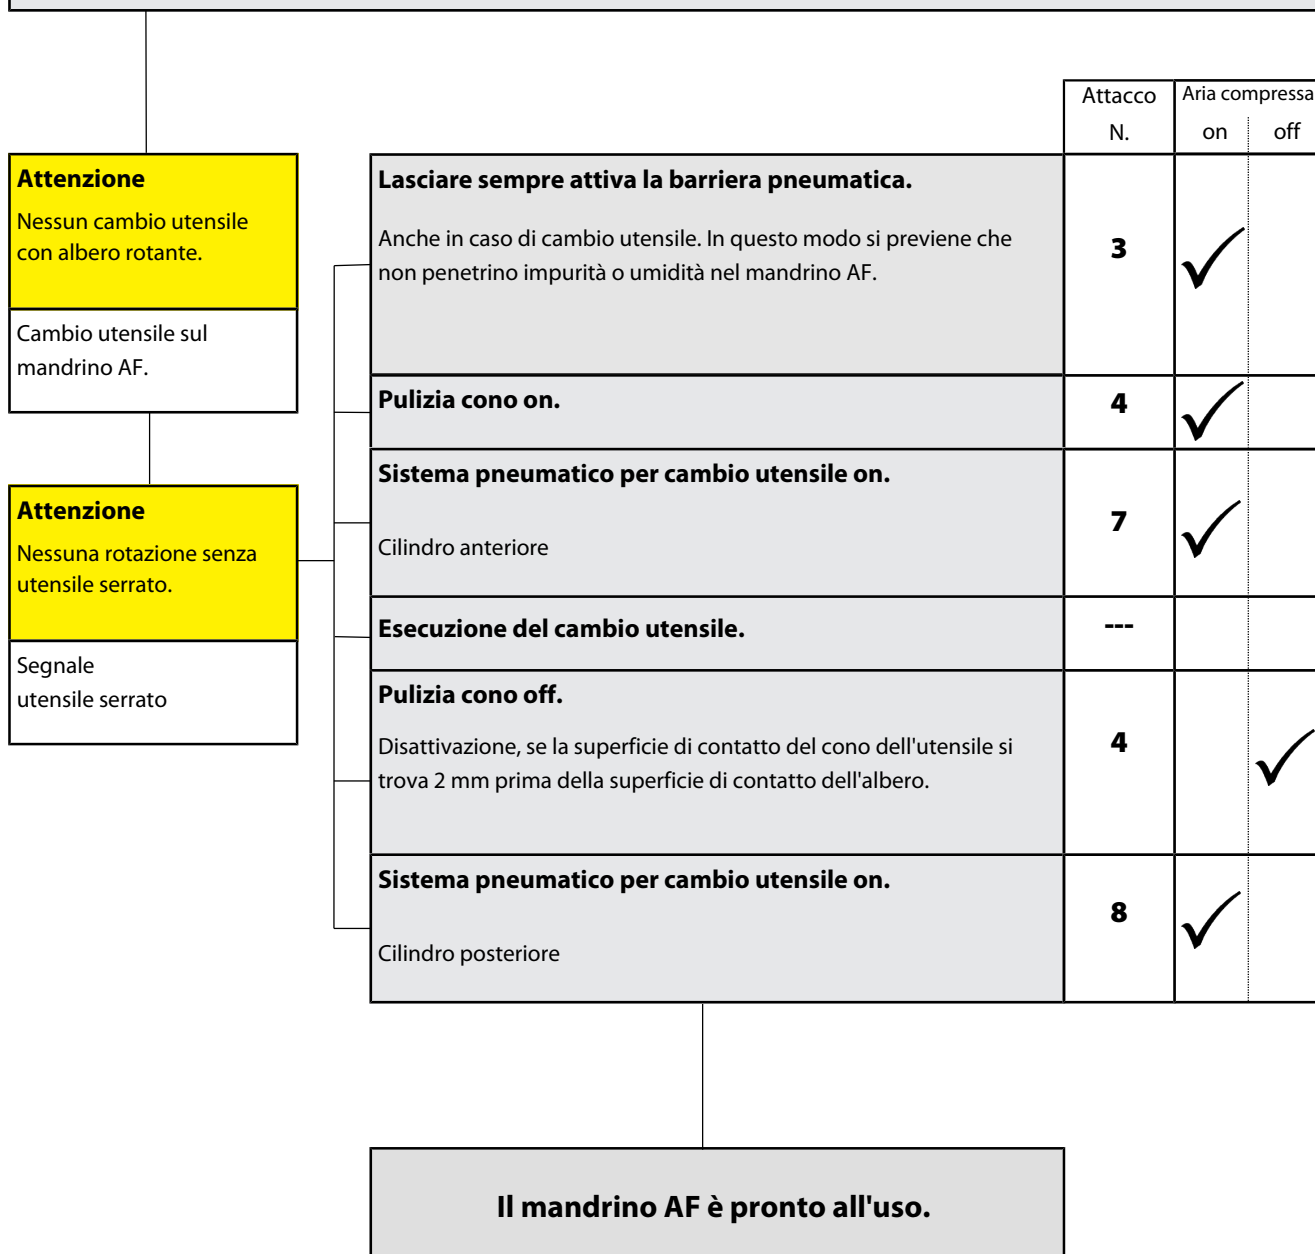 Attacco
N.
Aria compressa
on
off
Attenzione
Nessun cambio utensile
con albero rotante.
Cambio utensile sul
mandrino AF.
Attenzione
Nessuna rotazione senza
utensile serrato.
Segnale
utensile serrato
Lasciare sempre attiva la barriera pneumatica.
Anche in caso di cambio utensile. In questo modo si previene che
non penetrino impurità o umidità nel mandrino AF.
3
Pulizia cono on.
4
Sistema pneumatico per cambio utensile on.
Cilindro anteriore
7
Esecuzione del cambio utensile.
---
Pulizia cono off.
Disattivazione, se la superficie di contatto del cono dell'utensile si
trova 2 mm prima della superficie di contatto dell'albero.
4
Sistema pneumatico per cambio utensile on.
Cilindro posteriore
8
Il mandrino AF è pronto all'uso.